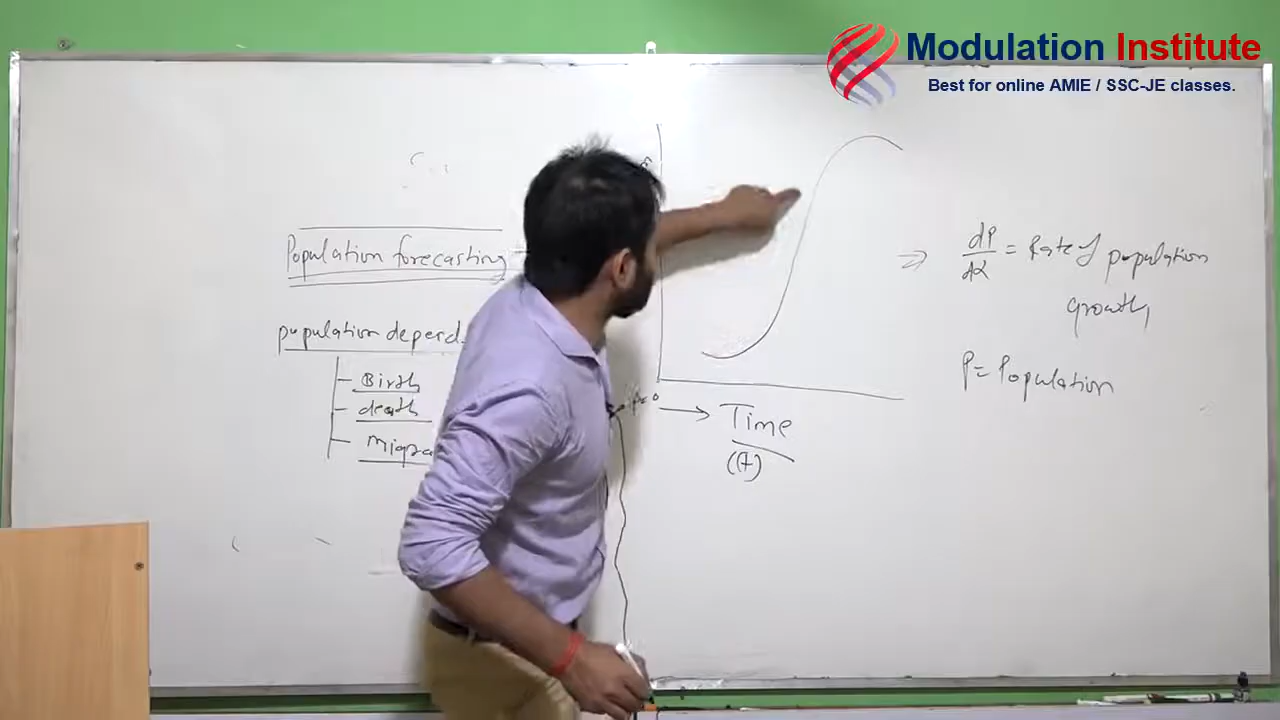 Modulation Institute
Best for online AMIE / SSC-JE classes.
Population forecasting
population depend
Birth
death
Migra
Time
(t)
dP/dt = Rate of population
growth
P = Population